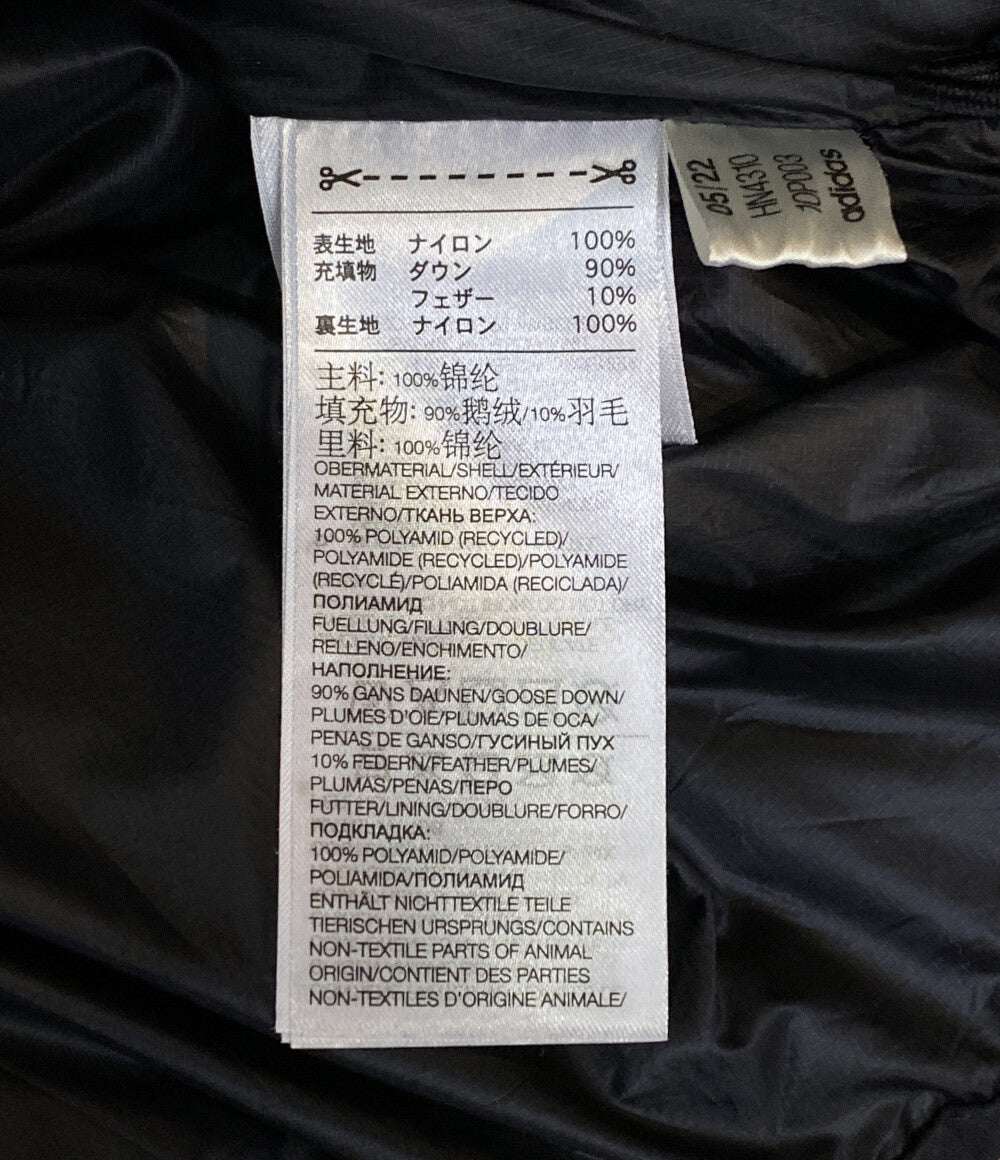 表生地 ナイロン 100%
充填物 ダウン 90%
フェザー 10%
裏生地 ナイロン 100%
主料: 100%锦纶
填充物: 90%鹅绒/10%羽毛
里料: 100%锦纶
OBERMATERIAL/SHELL/EXTÉRIEUR/
MATERIAL EXTERNO/TECIDO
EXTERNO/ТКАНЬ ВЕРХА:
100% POLYAMID (RECYCLED)/
POLYAMIDE (RECYCLED)/POLYAMIDE
(RECYCLÉ)/POLIAMIDA (RECICLADA)/
ПОЛИАМИД
FUELLUNG/FILLING/DOUBLURE/
RELLENO/ENCHIMENTO/
НАПОЛНЕНИЕ:
90% GANS DAUNEN/GOOSE DOWN/
PLUMES D'OIE/PLUMAS DE OCA/
PENAS DE GANSO/ГУСИНЫЙ ПУХ
10% FEDERN/FEATHER/PLUMES/
PLUMAS/PENAS/ПЕРО
FUTTER/LINING/DOUBLURE/FORRO/
ПОДКЛАДКА:
100% POLYAMID/POLYAMIDE/
POLIAMIDA/ПОЛИАМИД
ENTHÄLT NICHTTEXTILE TEILE
TIERISCHEN URSPRUNGS/CONTAINS
NON-TEXTILE PARTS OF ANIMAL
ORIGIN/CONTIENT DES PARTIES
NON-TEXTILES D'ORIGINE ANIMALE/
05/22
HN4310
1DP003
adidas